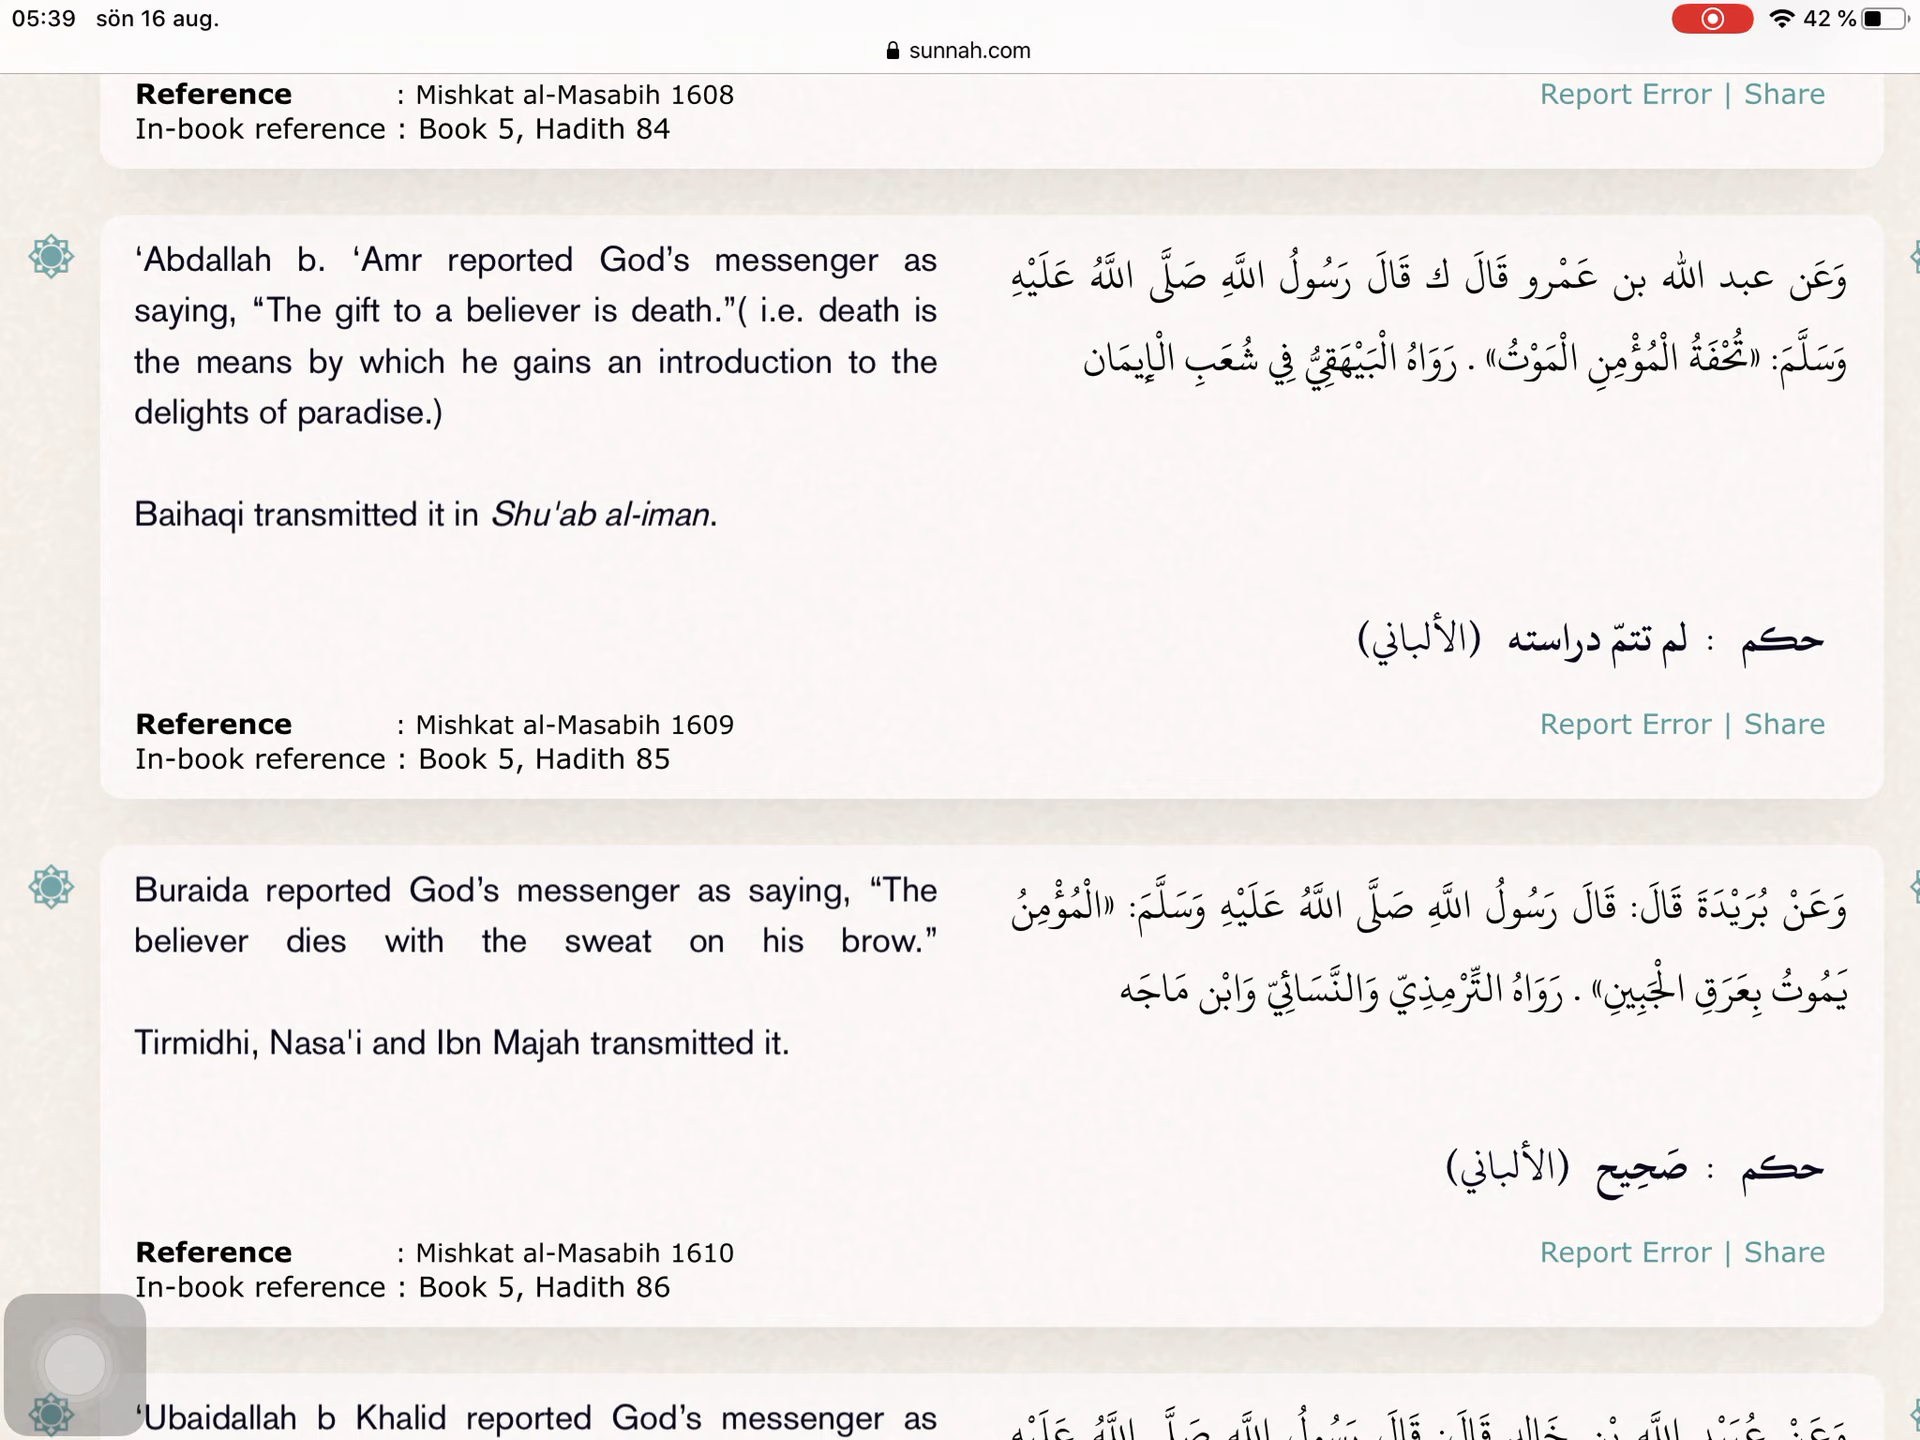 05:39 sön 16 aug.
42 %
sunnah.com
Reference : Mishkat al-Masabih 1608
Report Error | Share
In-book reference : Book 5, Hadith 84
‘Abdallah b. ‘Amr reported God’s messenger as
saying, “The gift to a believer is death.”( i.e. death is
the means by which he gains an introduction to the
delights of paradise.)
Baihaqi transmitted it in Shu'ab al-iman.
وَعَن عبد الله بن عَمْرو قَالَ ك قَالَ رَسُولُ اللَّهِ صَلَّى اللَّهُ عَلَيْهِ
وَسَلَّمَ: «تُحْفَةُ الْمُؤْمِنِ الْمَوْتُ» . رَوَاهُ الْبَيْهَقِيُّ فِي شُعَبِ الْإِيمَان
حكم : لم تتمّ دراسته (الألباني)
Reference : Mishkat al-Masabih 1609
Report Error | Share
In-book reference : Book 5, Hadith 85
Buraida reported God’s messenger as saying, “The
believer dies with the sweat on his brow.”
Tirmidhi, Nasa'i and Ibn Majah transmitted it.
وَعَنْ بُرَيْدَةَ قَالَ: قَالَ رَسُولُ اللَّهِ صَلَّى اللَّهُ عَلَيْهِ وَسَلَّمَ: «الْمُؤْمِنُ
يَمُوتُ بِعَرَقِ الْجَبِينِ» . رَوَاهُ التِّرْمِذِيّ وَالنَّسَائِيّ وَابْن مَاجَه
حكم : صَحِيح (الألباني)
Reference : Mishkat al-Masabih 1610
Report Error | Share
In-book reference : Book 5, Hadith 86
‘Ubaidallah b Khalid reported God’s messenger as
وَعَنْ عُبَيْدِ اللَّهِ بْنِ خَالِدٍ قَالَ: قَالَ رَسُولُ اللَّهِ صَلَّى اللَّهُ عَلَيْهِ